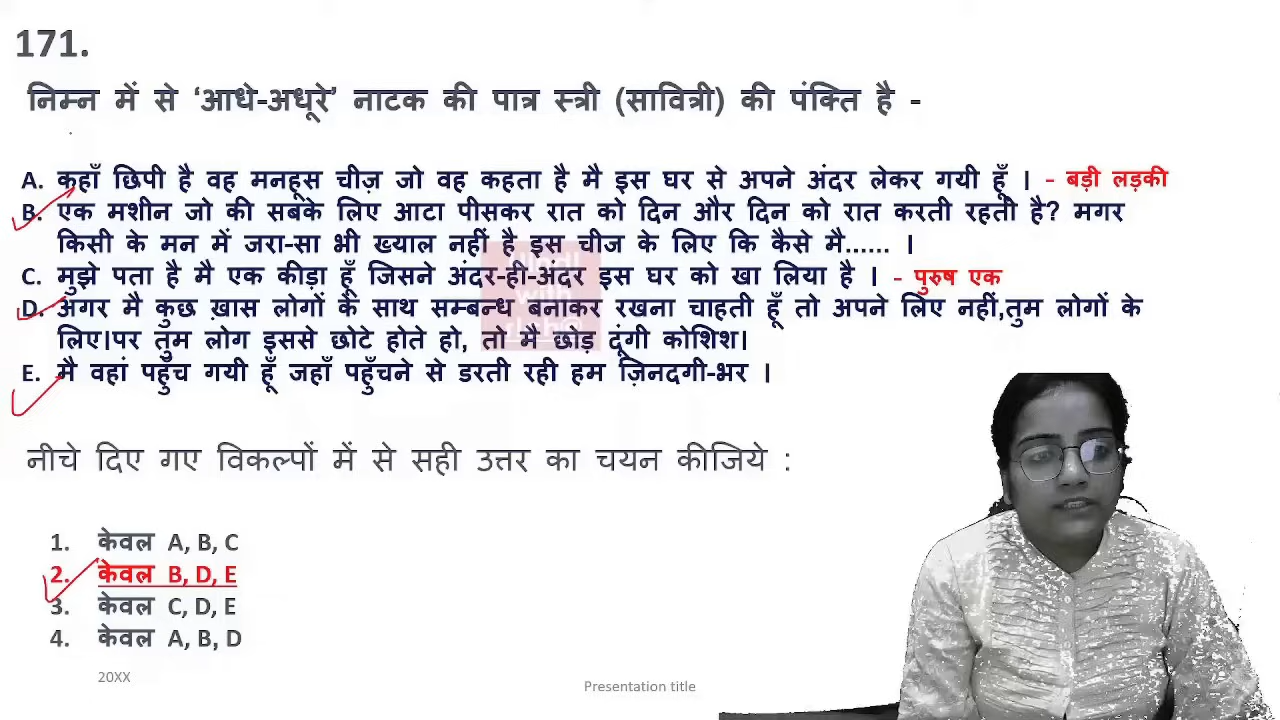 171.
निम्न में से ‘आधे-अधूरे’ नाटक की पात्र स्त्री (सावित्री) की पंक्ति है -
A. कहाँ छिपी है वह मनहूस चीज़ जो वह कहता है मै इस घर से अपने अंदर लेकर गयी हूँ । - बड़ी लड़की
B. एक मशीन जो की सबके लिए आटा पीसकर रात को दिन और दिन को रात करती रहती है? मगर
किसी के मन में जरा-सा भी ख्याल नहीं है इस चीज के लिए कि कैसे मै...... ।
C. मुझे पता है मै एक कीड़ा हूँ जिसने अंदर-ही-अंदर इस घर को खा लिया है । - पुरुष एक
D. अगर मै कुछ ख़ास लोगों के साथ सम्बन्ध बनाकर रखना चाहती हूँ तो अपने लिए नहीं,तुम लोगों के
लिए।पर तुम लोग इससे छोटे होते हो, तो मै छोड़ दूंगी कोशिश।
E. मै वहां पहुँच गयी हूँ जहाँ पहुँचने से डरती रही हम ज़िनदगी-भर ।
नीचे दिए गए विकल्पों में से सही उत्तर का चयन कीजिये :
1. केवल A, B, C
2. केवल B, D, E
3. केवल C, D, E
4. केवल A, B, D
20XX
Presentation title